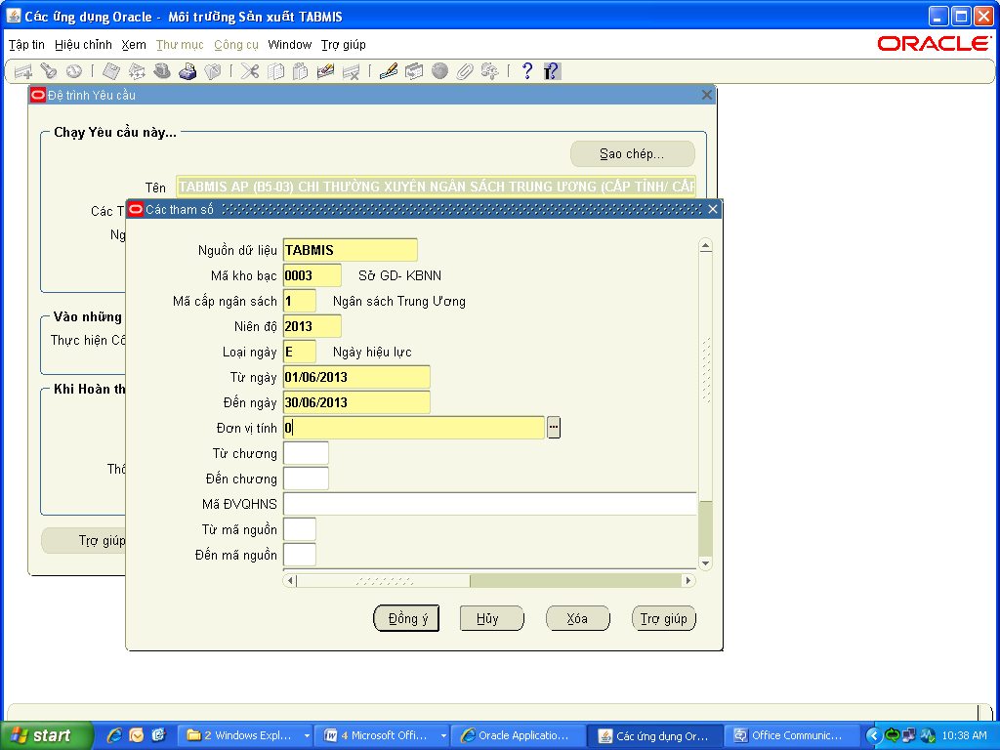 Các ứng dụng Oracle - Môi trường Sản xuất TABMIS
Tập tin Hiệu chỉnh Xem Thư mục Công cụ Window Trợ giúp
ORACLE
Đệ trình Yêu cầu
Chạy Yêu cầu này...
Sao chép...
Tên TABMIS AP (B5-03) CHI THƯỜNG XUYÊN NGÂN SÁCH TRUNG ƯƠNG (CẤP TỈNH/ CẤP
Các T
Ng
Vào những
Thực hiện Cô
Khi Hoàn th
Thô
Trợ giúp
Các tham số
Nguồn dữ liệu TABMIS
Mã kho bạc 0003 Sở GD- KBNN
Mã cấp ngân sách 1 Ngân sách Trung Ương
Niên độ 2013
Loại ngày E Ngày hiệu lực
Từ ngày 01/06/2013
Đến ngày 30/06/2013
Đơn vị tính 0
Từ chương
Đến chương
Mã ĐVQHNS
Từ mã nguồn
Đến mã nguồn
Đồng ý Hủy Xóa Trợ giúp
start 2 Windows Expl... 4 Microsoft Offi... Oracle Applicatio... Các ứng dụng Or... Office Communic... 10:38 AM